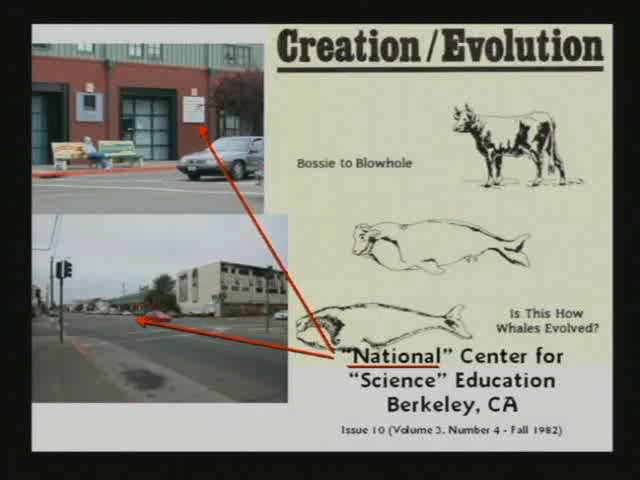 Creation/Evolution
Bossie to Blowhole
Is This How
Whales Evolved?
"National" Center for
"Science" Education
Berkeley, CA
Issue 10 (Volume 3, Number 4 - Fall 1982)